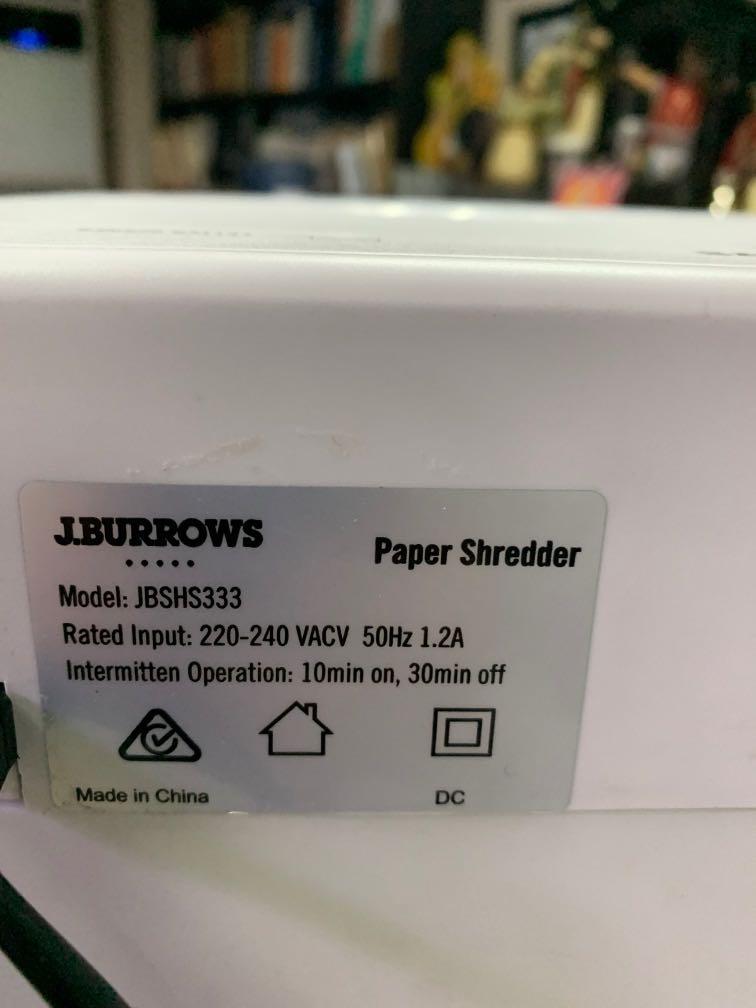 J.BURROWS
Paper Shredder
Model: JBSHS333
Rated Input: 220-240 VACV 50Hz 1.2A
Intermitten Operation: 10min on, 30min off
Made in China
DC